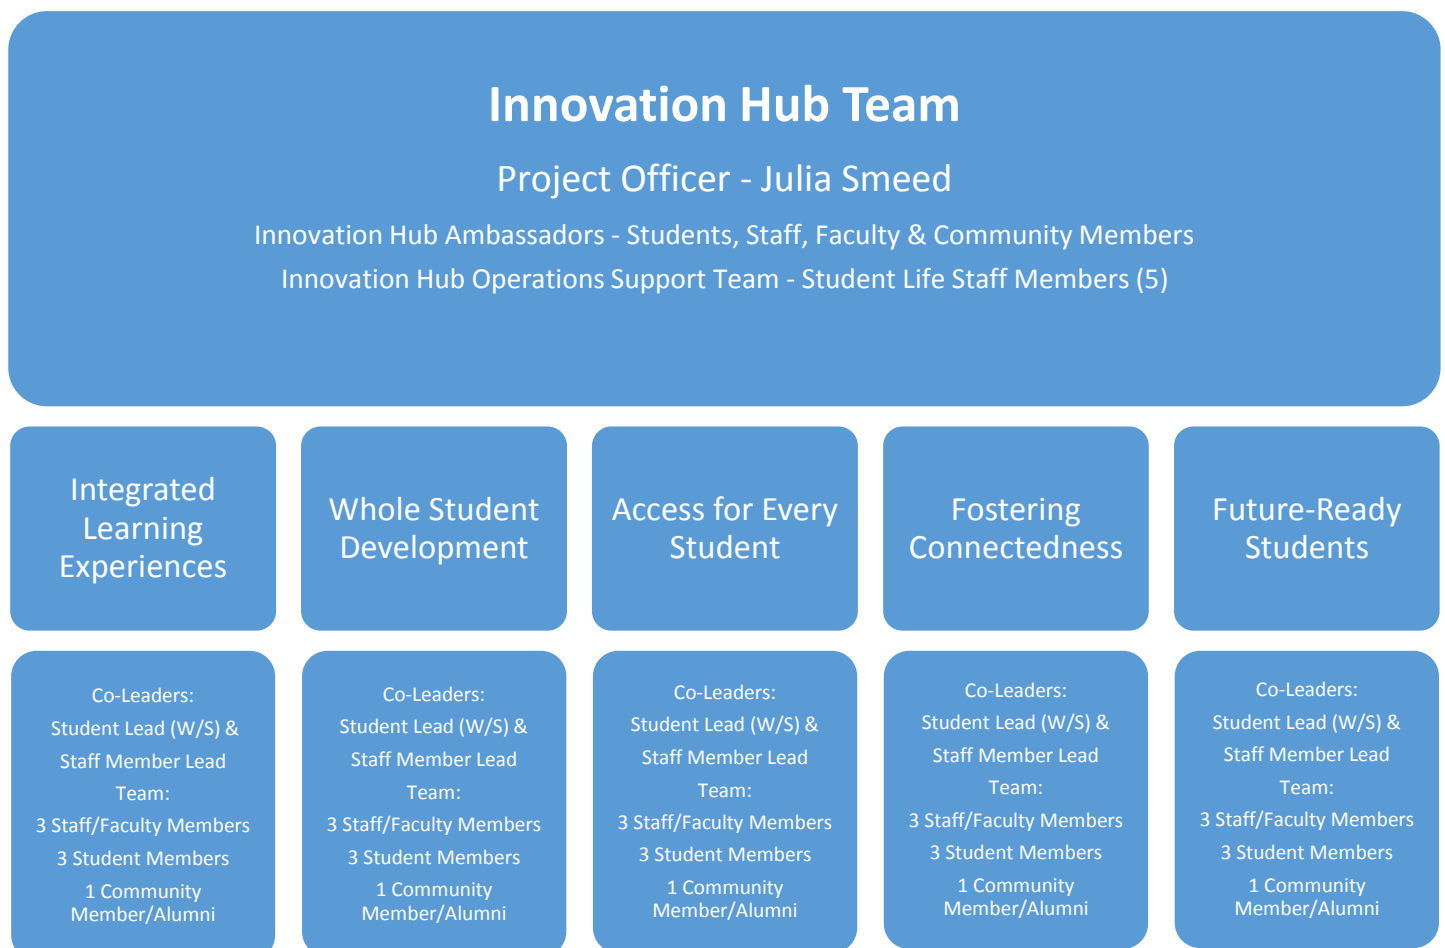 Innovation Hub Team
Project Officer - Julia Smeed
Innovation Hub Ambassadors - Students, Staff, Faculty & Community Members
Innovation Hub Operations Support Team - Student Life Staff Members (5)
Integrated
Learning
Experiences
Whole Student
Development
Access for Every
Student
Fostering
Connectedness
Future-Ready
Students
Co-Leaders:
Student Lead (W/S) &
Staff Member Lead
Team:
3 Staff/Faculty Members
3 Student Members
1 Community
Member/Alumni
Co-Leaders:
Student Lead (W/S) &
Staff Member Lead
Team:
3 Staff/Faculty Members
3 Student Members
1 Community
Member/Alumni
Co-Leaders:
Student Lead (W/S) &
Staff Member Lead
Team:
3 Staff/Faculty Members
3 Student Members
1 Community
Member/Alumni
Co-Leaders:
Student Lead (W/S) &
Staff Member Lead
Team:
3 Staff/Faculty Members
3 Student Members
1 Community
Member/Alumni
Co-Leaders:
Student Lead (W/S) &
Staff Member Lead
Team:
3 Staff/Faculty Members
3 Student Members
1 Community
Member/Alumni